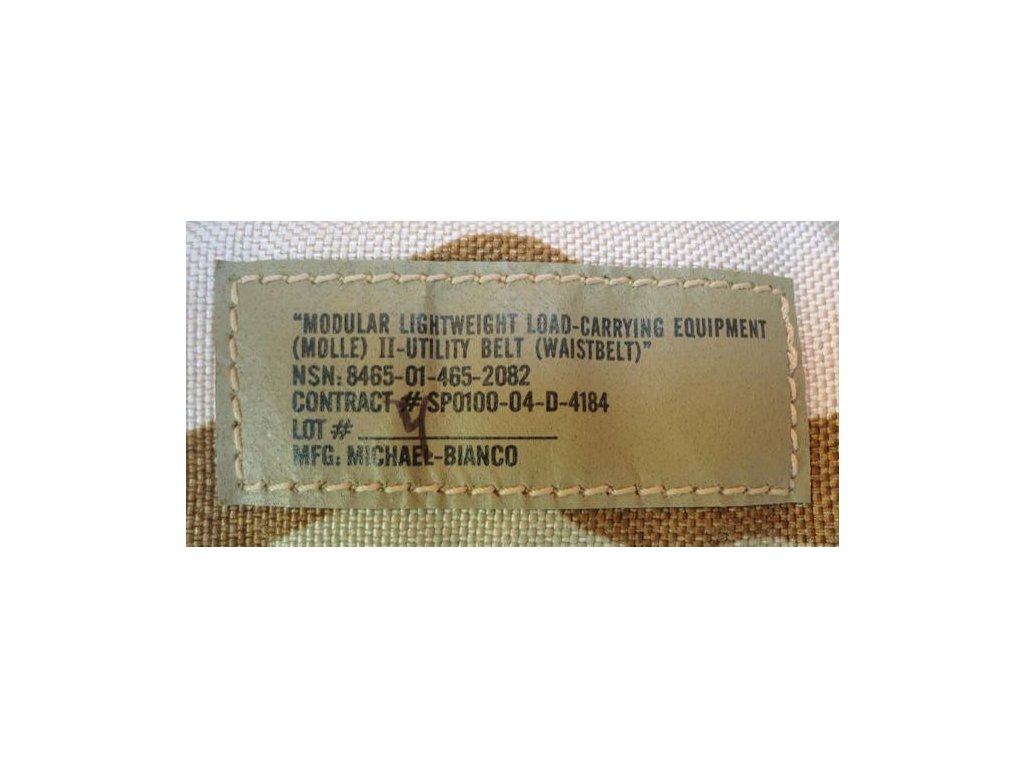 “MODULAR LIGHTWEIGHT LOAD-CARRYING EQUIPMENT
(MOLLE) II-UTILITY BELT (WAISTBELT)”
NSN: 8465-01-465-2082
CONTRACT # SP0100-04-D-4184
LOT # 4
MFG: MICHAEL-BIANCO